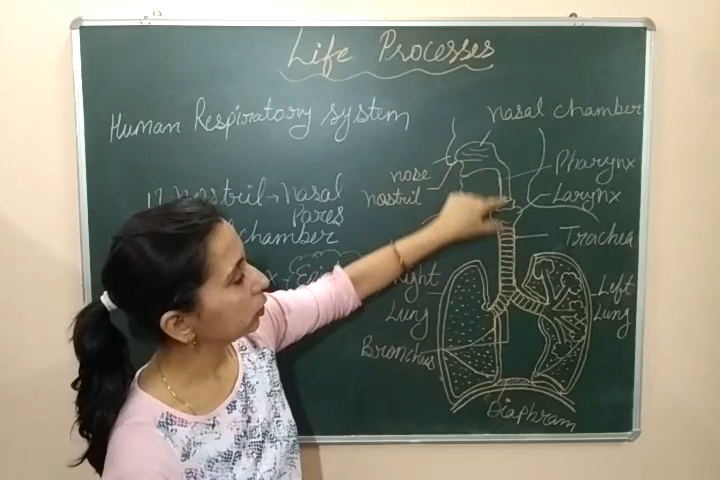 Life Processes
Human Respiratory system
nasal chamber
nose
nostril
Pharynx
Larynx
Trachea
1) Nostril → Nasal
Pares
chamber
Right
Lung
Left
Lung
Bronchus
Diaphram